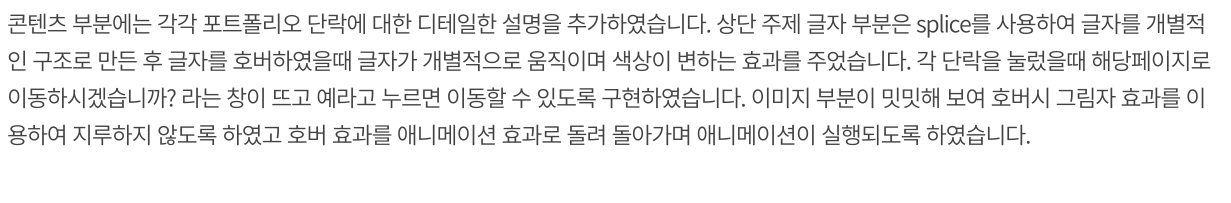 콘텐츠 부분에는 각각 포트폴리오 단락에 대한 디테일한 설명을 추가하였습니다. 상단 주제 글자 부분은 splice를 사용하여 글자를 개별적
인 구조로 만든 후 글자를 호버하였을때 글자가 개별적으로 움직이며 색상이 변하는 효과를 주었습니다. 각 단락을 눌렀을때 해당페이지로
이동하시겠습니까? 라는 창이 뜨고 예라고 누르면 이동할 수 있도록 구현하였습니다. 이미지 부분이 밋밋해 보여 호버시 그림자 효과를 이
용하여 지루하지 않도록 하였고 호버 효과를 애니메이션 효과로 돌려 돌아가며 애니메이션이 실행되도록 하였습니다.